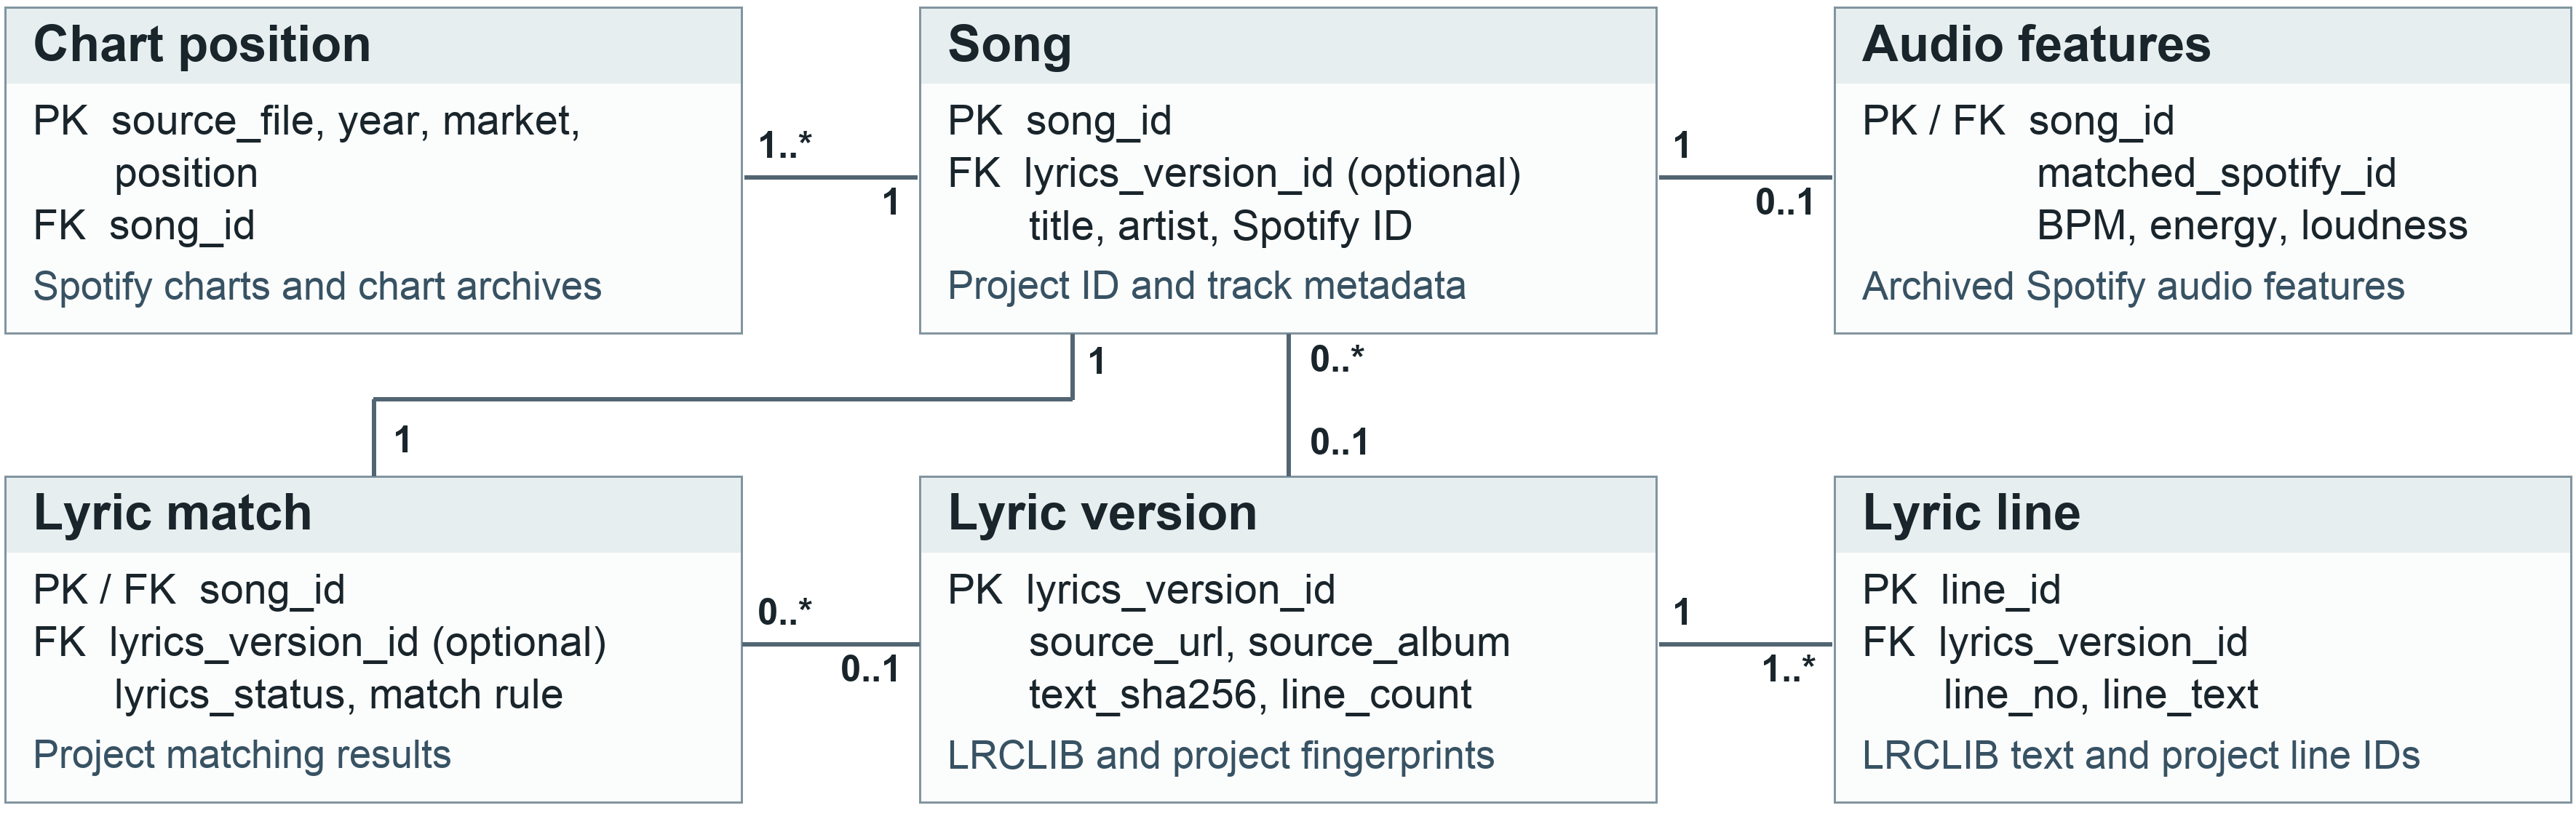 Chart position
PK source_file, year, market,
position
FK song_id
Spotify charts and chart archives
1..*
1
Song
PK song_id
FK lyrics_version_id (optional)
title, artist, Spotify ID
Project ID and track metadata
1
0..1
Audio features
PK / FK song_id
matched_spotify_id
BPM, energy, loudness
Archived Spotify audio features
1
1
0..*
0..1
Lyric match
PK / FK song_id
FK lyrics_version_id (optional)
lyrics_status, match rule
Project matching results
0..*
0..1
Lyric version
PK lyrics_version_id
source_url, source_album
text_sha256, line_count
LRCLIB and project fingerprints
1
1..*
Lyric line
PK line_id
FK lyrics_version_id
line_no, line_text
LRCLIB text and project line IDs